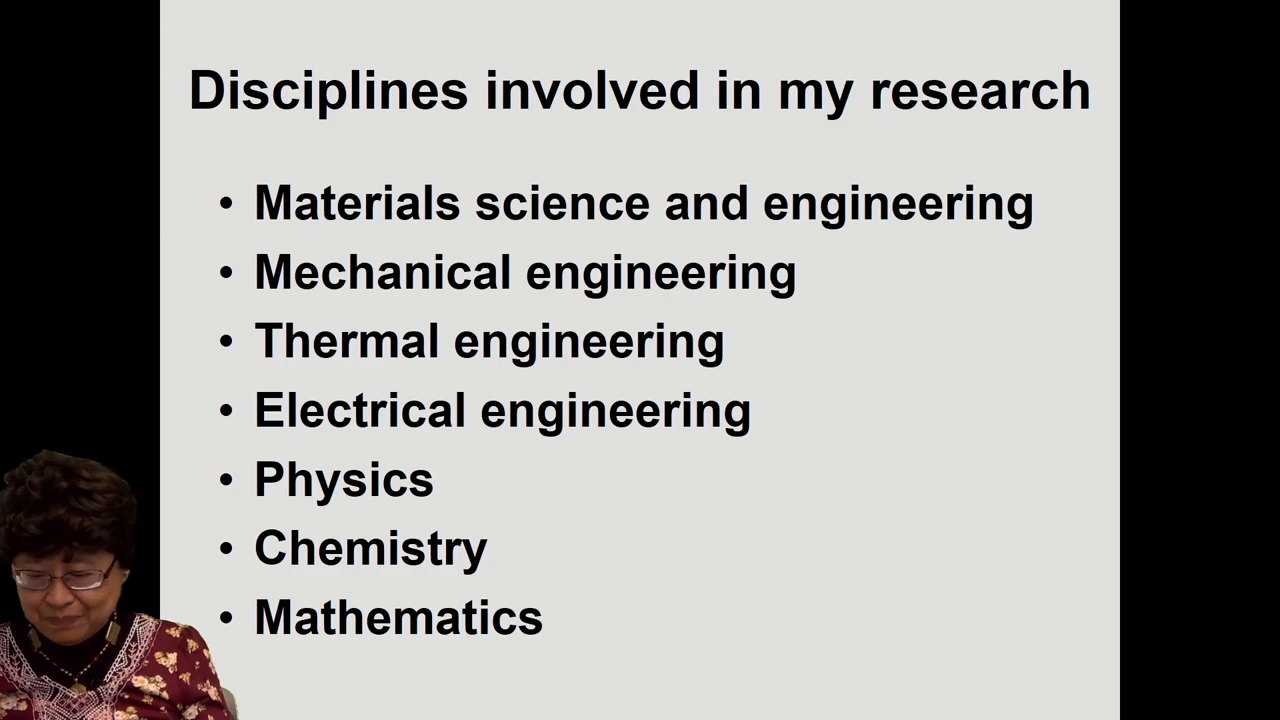 Disciplines involved in my research
• Materials science and engineering
• Mechanical engineering
• Thermal engineering
• Electrical engineering
• Physics
• Chemistry
• Mathematics